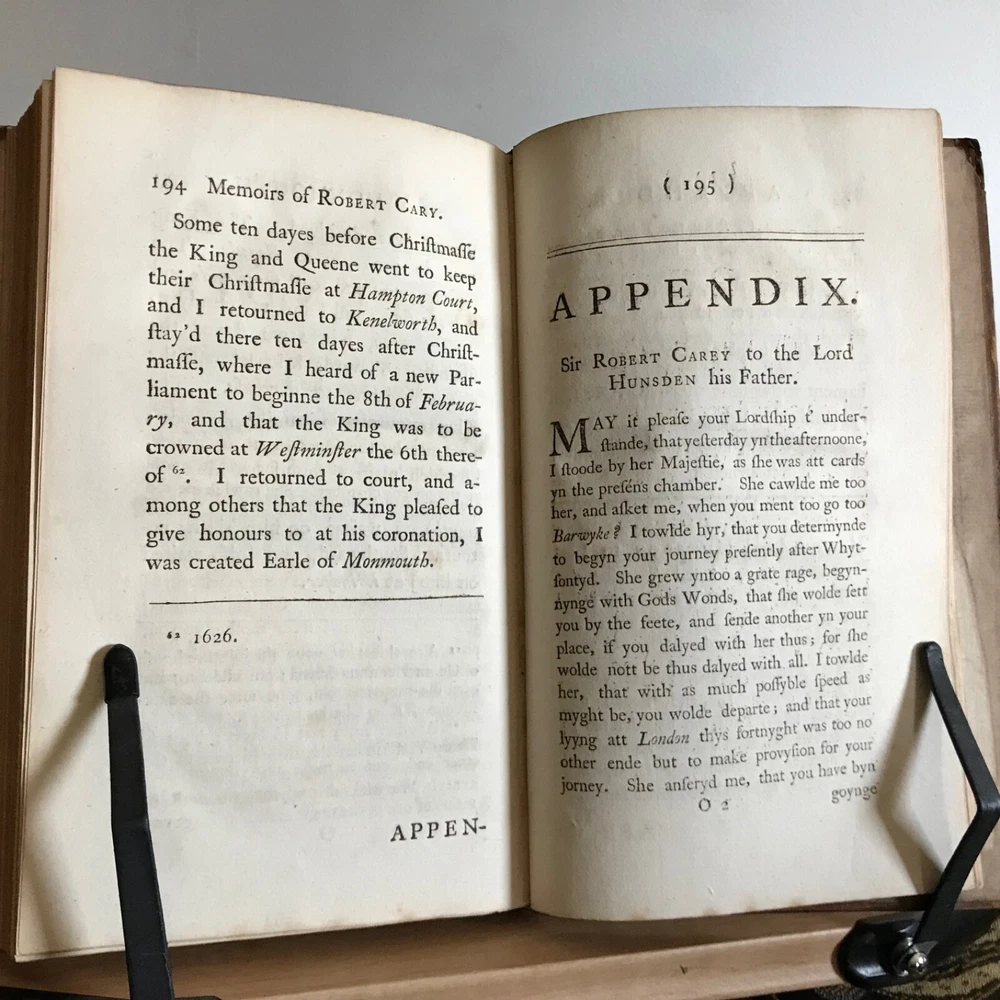 194 Memoirs of ROBERT CARY.
Some ten dayes before Chriſtmaſſe
the King and Queene went to keep
their Chriſtmaſſe at Hampton Court,
and I retourned to Kenelworth, and
ſtay'd there ten dayes after Chriſt-
maſſe, where I heard of a new Par-
liament to beginne the 8th of Februa-
ry, and that the King was to be
crowned at Weſtminſter the 6th there-
of ⁶². I retourned to court, and a-
mong others that the King pleaſed to
give honours to at his coronation, I
was created Earle of Monmouth.
⁶² 1626.
APPEN-
( 195 )
APPENDIX.
Sir ROBERT CAREY to the Lord
HUNSDEN his Father.
MAY it pleaſe your Lordſhip t' under-
ſtande, that yeſterday yn the afternoone,
I ſtoode by her Majeſtie, as ſhe was att cards
yn the preſens chamber. She cawlde me too
her, and aſket me, when you ment too go too
Barwyke? I towlde hyr, that you determynde
to begyn your journey preſently after Whyt-
ſontyd. She grew yntoo a grate rage, begyn-
nynge with Gods Wonds, that ſhe wolde ſett
you by the feete, and ſende another yn your
place, if you dalyed with her thus; for ſhe
wolde nott be thus dalyed with all. I towlde
her, that with as much poſſyble ſpeed as
myght be, you wolde departe; and that your
lyyng att London thys fortnyght was too no
other ende but to make provyſion for your
jorney. She anſeryd me, that you have byn
O 2
goynge